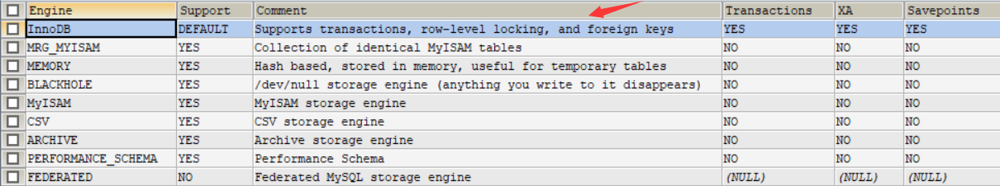 Engine Support Comment Transactions XA Savepoints
InnoDB DEFAULT Supports transactions, row-level locking, and foreign keys YES YES YES
MRG_MYISAM YES Collection of identical MyISAM tables NO NO NO
MEMORY YES Hash based, stored in memory, useful for temporary tables NO NO NO
BLACKHOLE YES /dev/null storage engine (anything you write to it disappears) NO NO NO
MyISAM YES MyISAM storage engine NO NO NO
CSV YES CSV storage engine NO NO NO
ARCHIVE YES Archive storage engine NO NO NO
PERFORMANCE_SCHEMA YES Performance Schema NO NO NO
FEDERATED NO Federated MySQL storage engine (NULL) (NULL) (NULL)